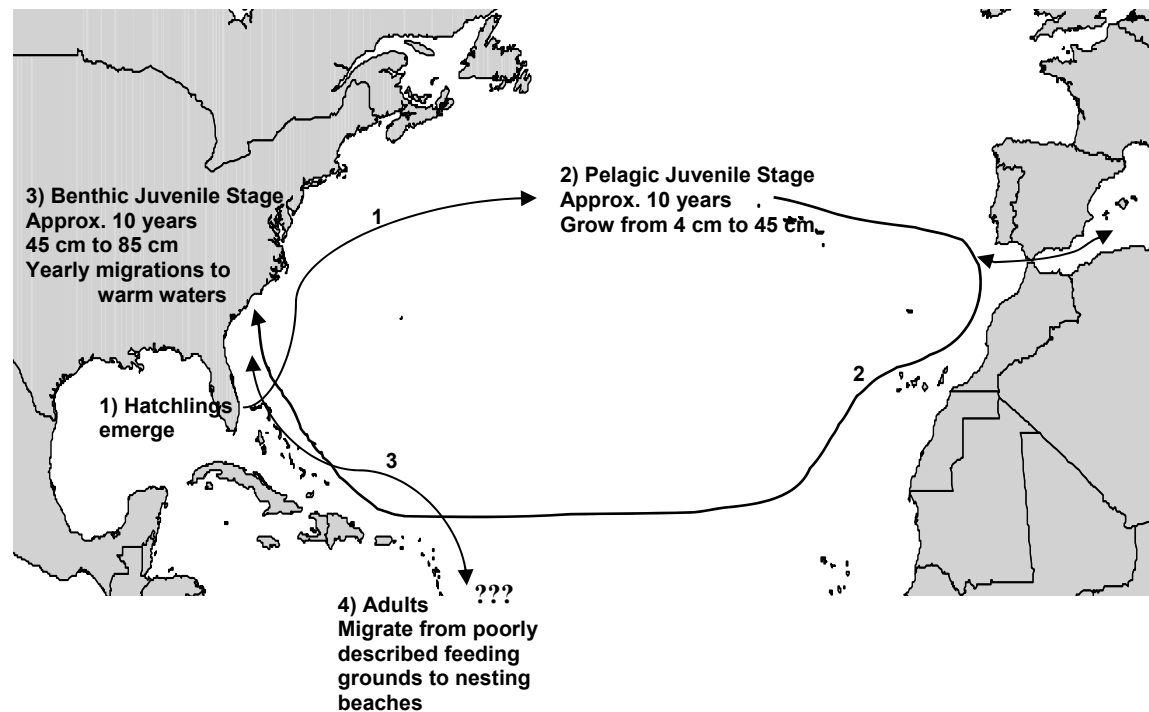 3) Benthic Juvenile Stage
Approx. 10 years
45 cm to 85 cm
Yearly migrations to
warm waters
1
2) Pelagic Juvenile Stage
Approx. 10 years
Grow from 4 cm to 45 cm
2
1) Hatchlings
emerge
3
???
4) Adults
Migrate from poorly
described feeding
grounds to nesting
beaches